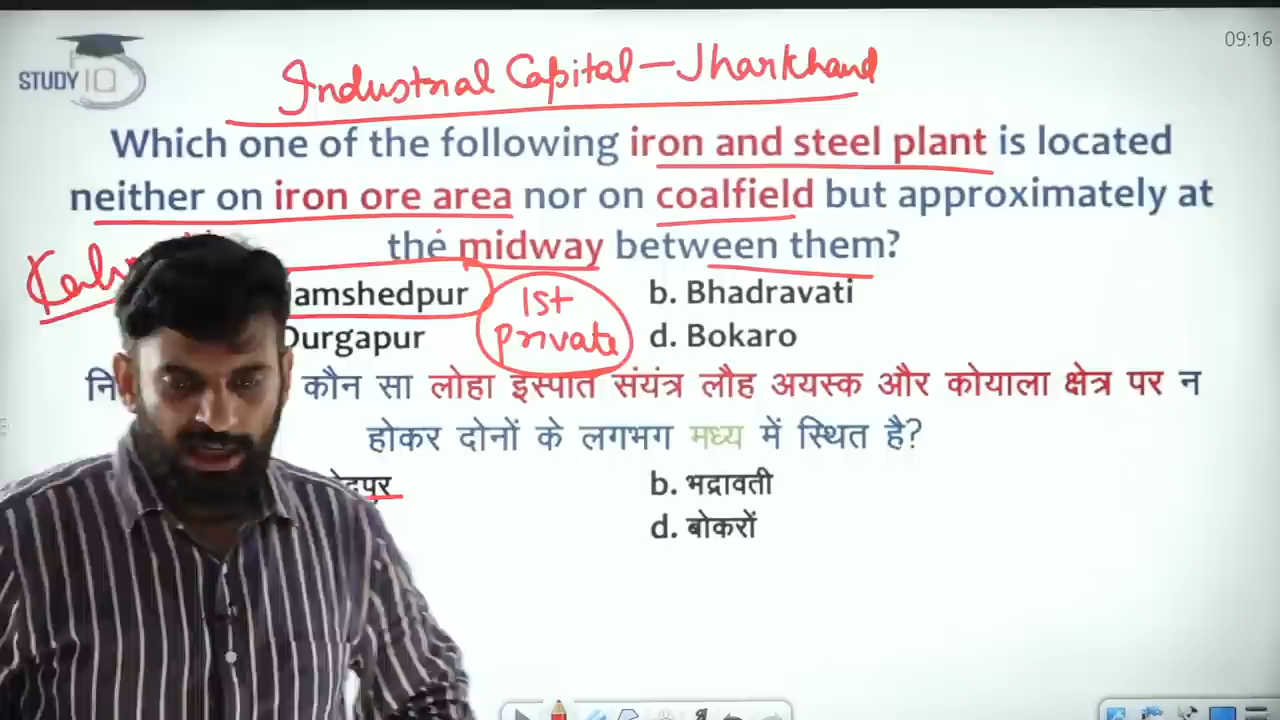 09:16
STUDY IQ
Industrial Capital - Jharkhand
Which one of the following iron and steel plant is located
neither on iron ore area nor on coalfield but approximately at
the midway between them?
Jamshedpur
b. Bhadravati
1st
private
Durgapur
d. Bokaro
कौन सा लोहा इस्पात संयंत्र लौह अयस्क और कोयाला क्षेत्र पर न
होकर दोनों के लगभग मध्य में स्थित है?
b. भद्रावती
d. बोकरों